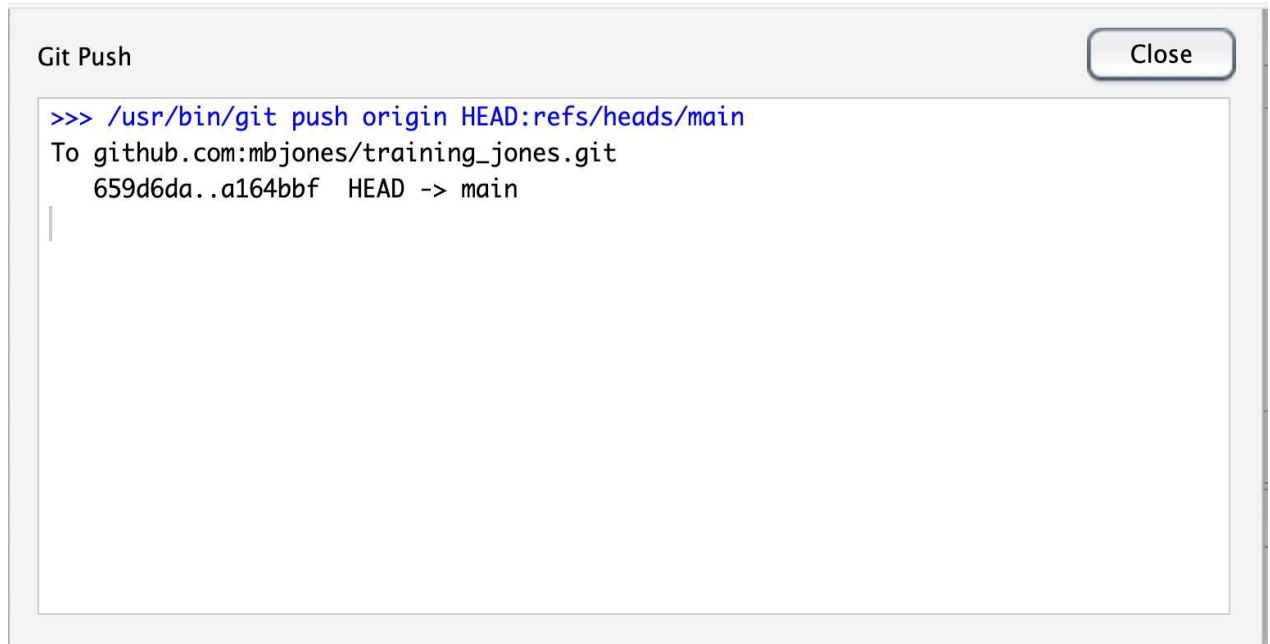 Git Push
Close
>>> /usr/bin/git push origin HEAD:refs/heads/main
To github.com:mbjones/training_jones.git
   659d6da..a164bbf  HEAD -> main